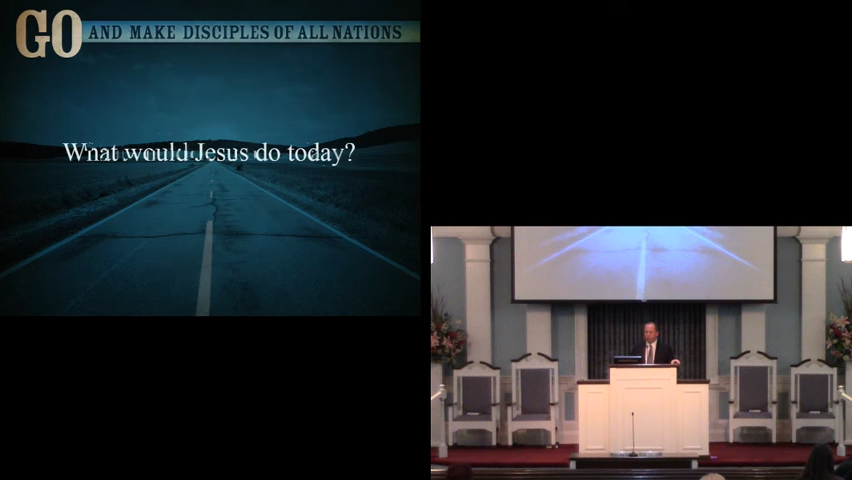 GO AND MAKE DISCIPLES OF ALL NATIONS
What would Jesus do today?